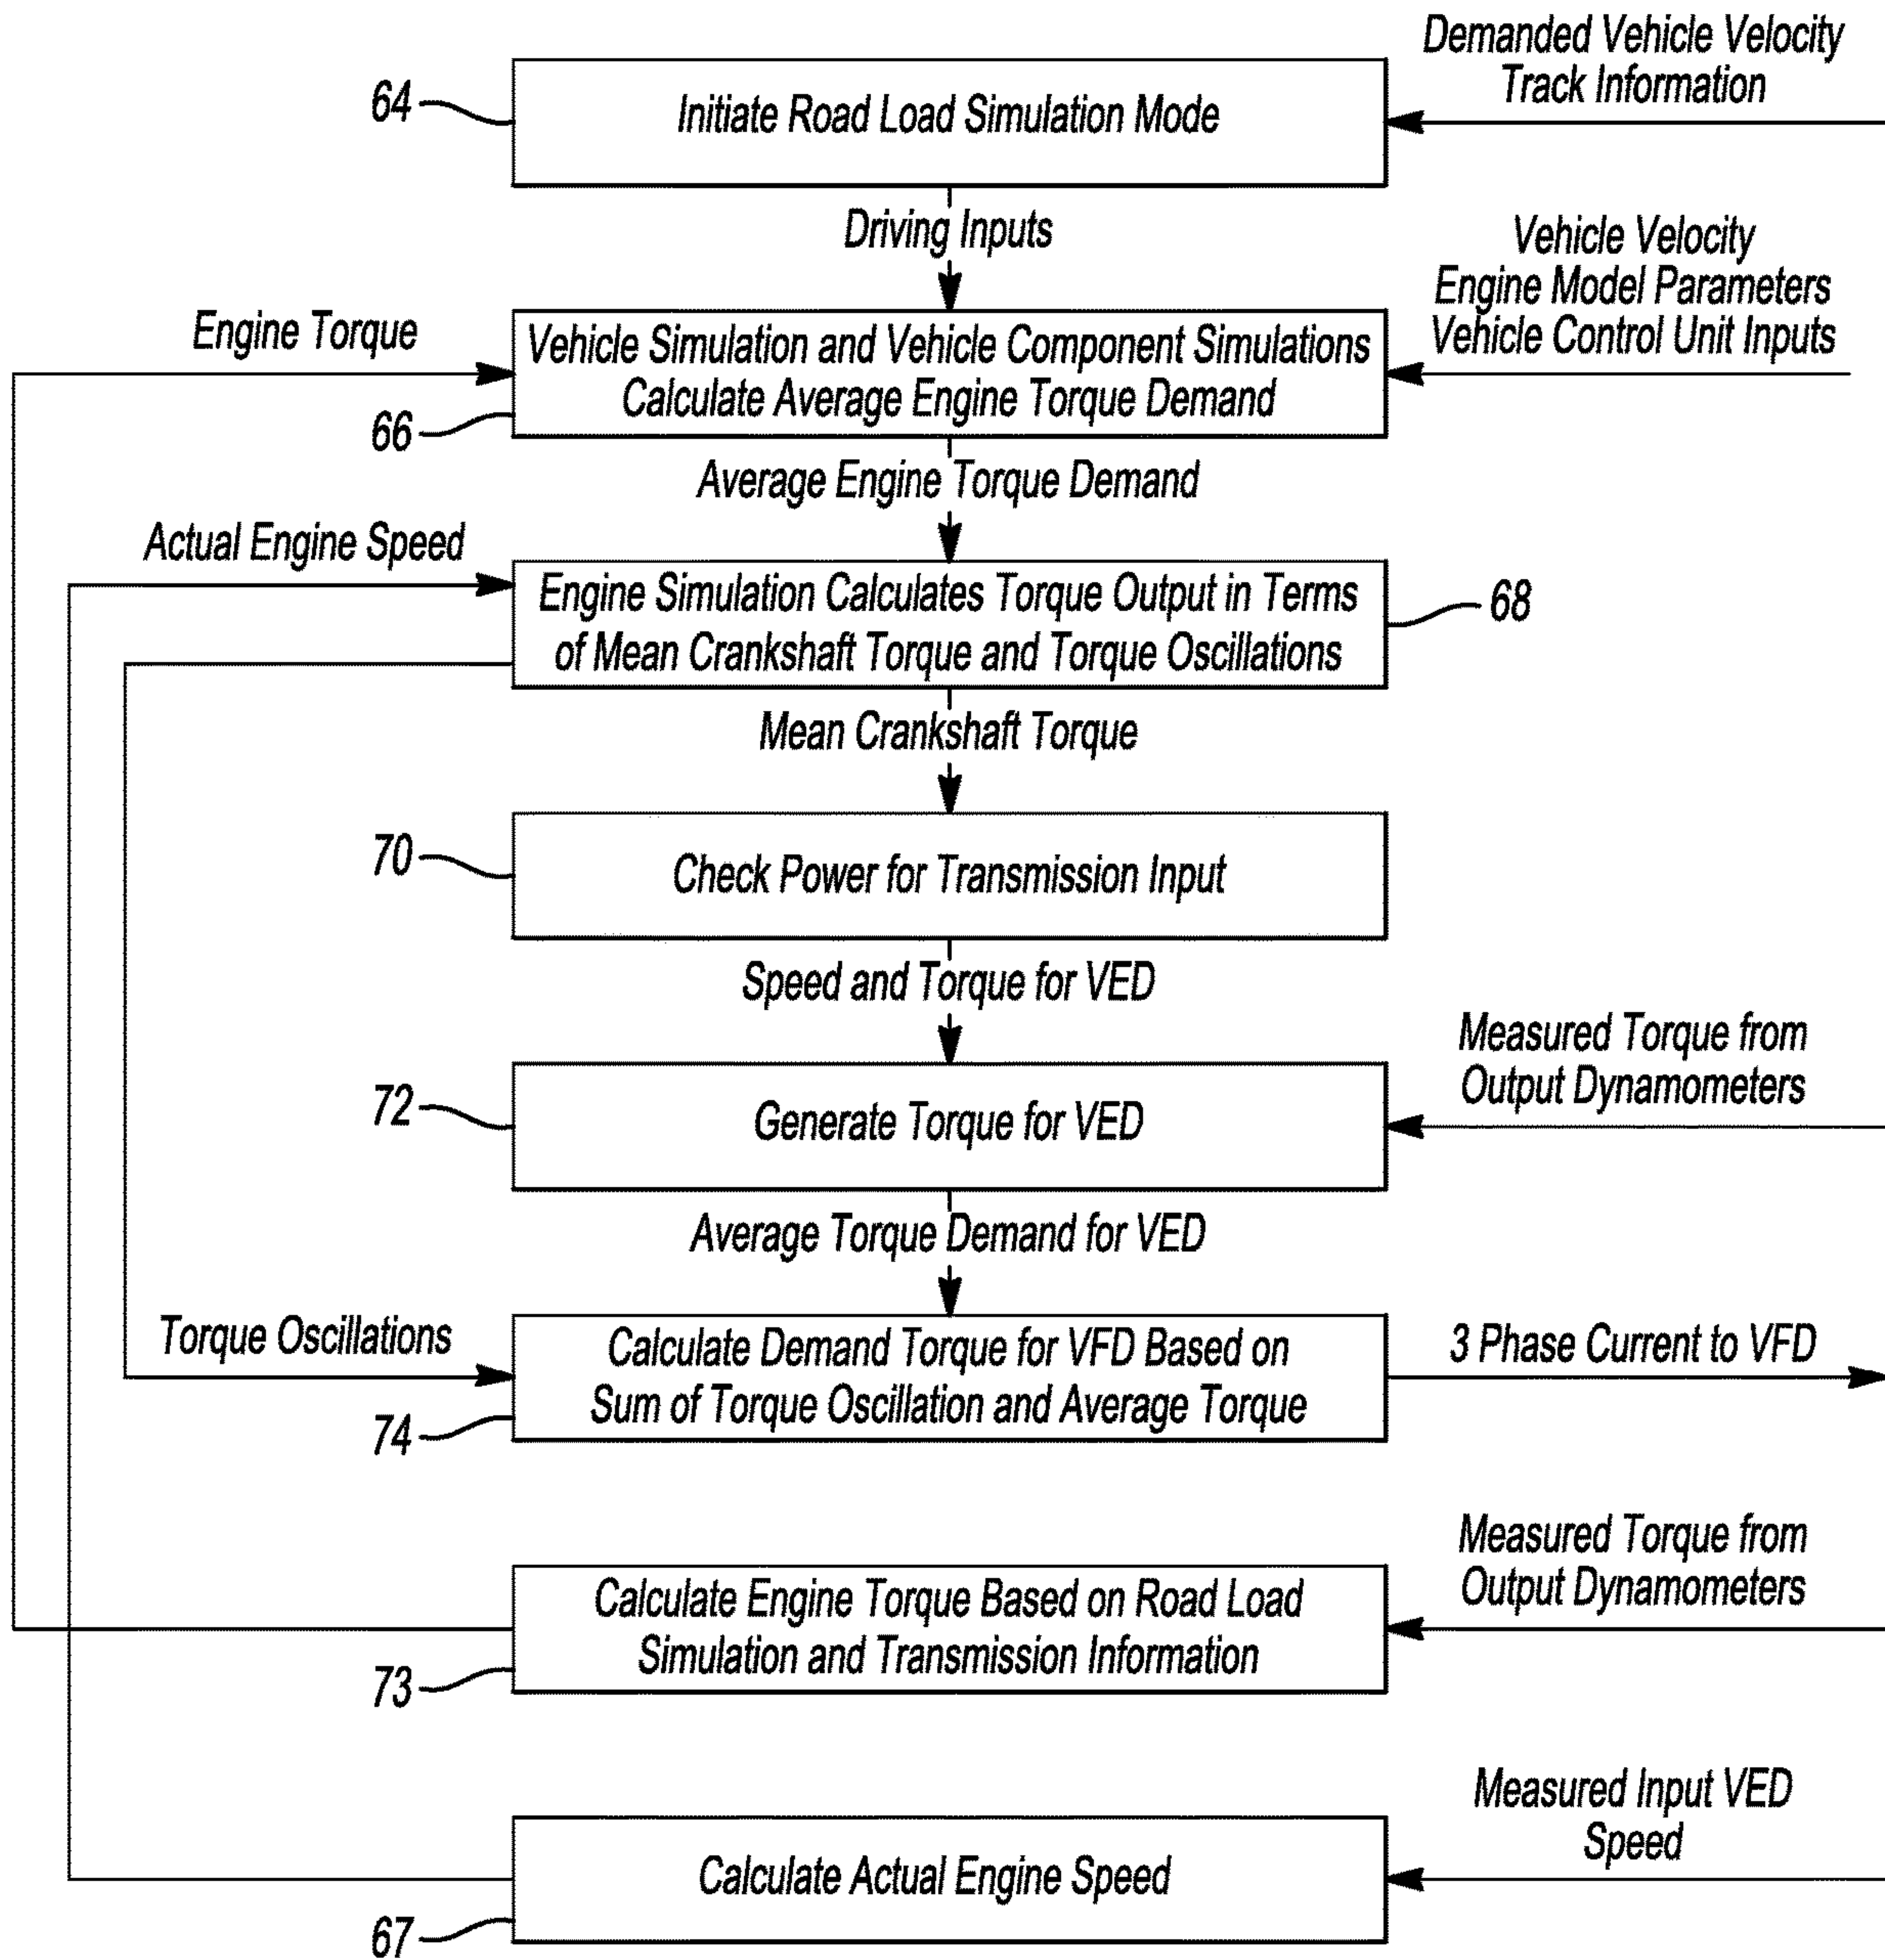 Demanded Vehicle Velocity
Track Information
64
Initiate Road Load Simulation Mode
Driving Inputs
Vehicle Velocity
Engine Model Parameters
Vehicle Control Unit Inputs
Engine Torque
Vehicle Simulation and Vehicle Component Simulations
Calculate Average Engine Torque Demand
66
Average Engine Torque Demand
Actual Engine Speed
Engine Simulation Calculates Torque Output in Terms
of Mean Crankshaft Torque and Torque Oscillations
68
Mean Crankshaft Torque
70
Check Power for Transmission Input
Speed and Torque for VED
Measured Torque from
Output Dynamometers
72
Generate Torque for VED
Average Torque Demand for VED
Torque Oscillations
Calculate Demand Torque for VFD Based on
Sum of Torque Oscillation and Average Torque
74
3 Phase Current to VFD
Measured Torque from
Output Dynamometers
Calculate Engine Torque Based on Road Load
Simulation and Transmission Information
73
Measured Input VED
Speed
Calculate Actual Engine Speed
67